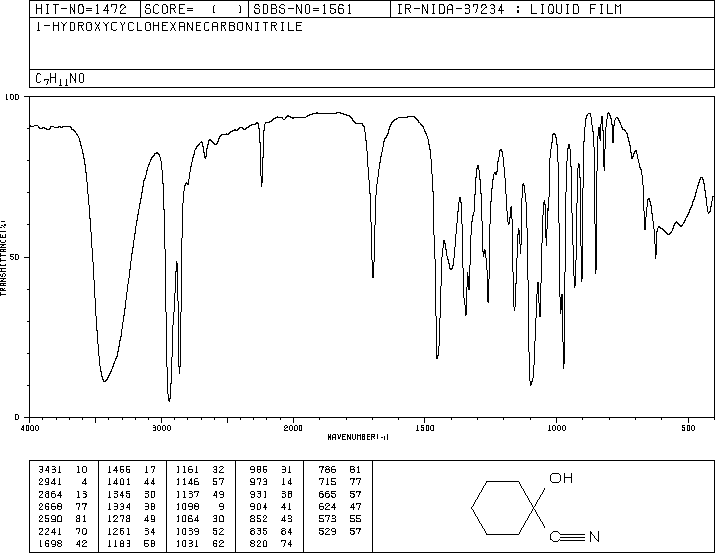 HIT-NO=1472 SCORE= ( ) SDBS-NO=1561 IR-NIDA-37234 : LIQUID FILM
1-HYDROXYCYCLOHEXANECARBONITRILE
C7H11NO
100
TRANSMITTANCE(%)
50
0
4000 3000 2000 1500 1000 500
WAVENUMBER(-1)
3431 10 1456 17 1161 32 986 31 786 81
2941 4 1401 44 1146 57 973 14 715 77
2864 13 1345 30 1137 49 931 38 665 57
2668 77 1334 38 1098 9 904 41 624 47
2590 81 1278 49 1064 30 852 43 573 55
2241 70 1261 34 1039 52 835 84 529 57
1698 42 1183 58 1031 62 820 74
OH
C N